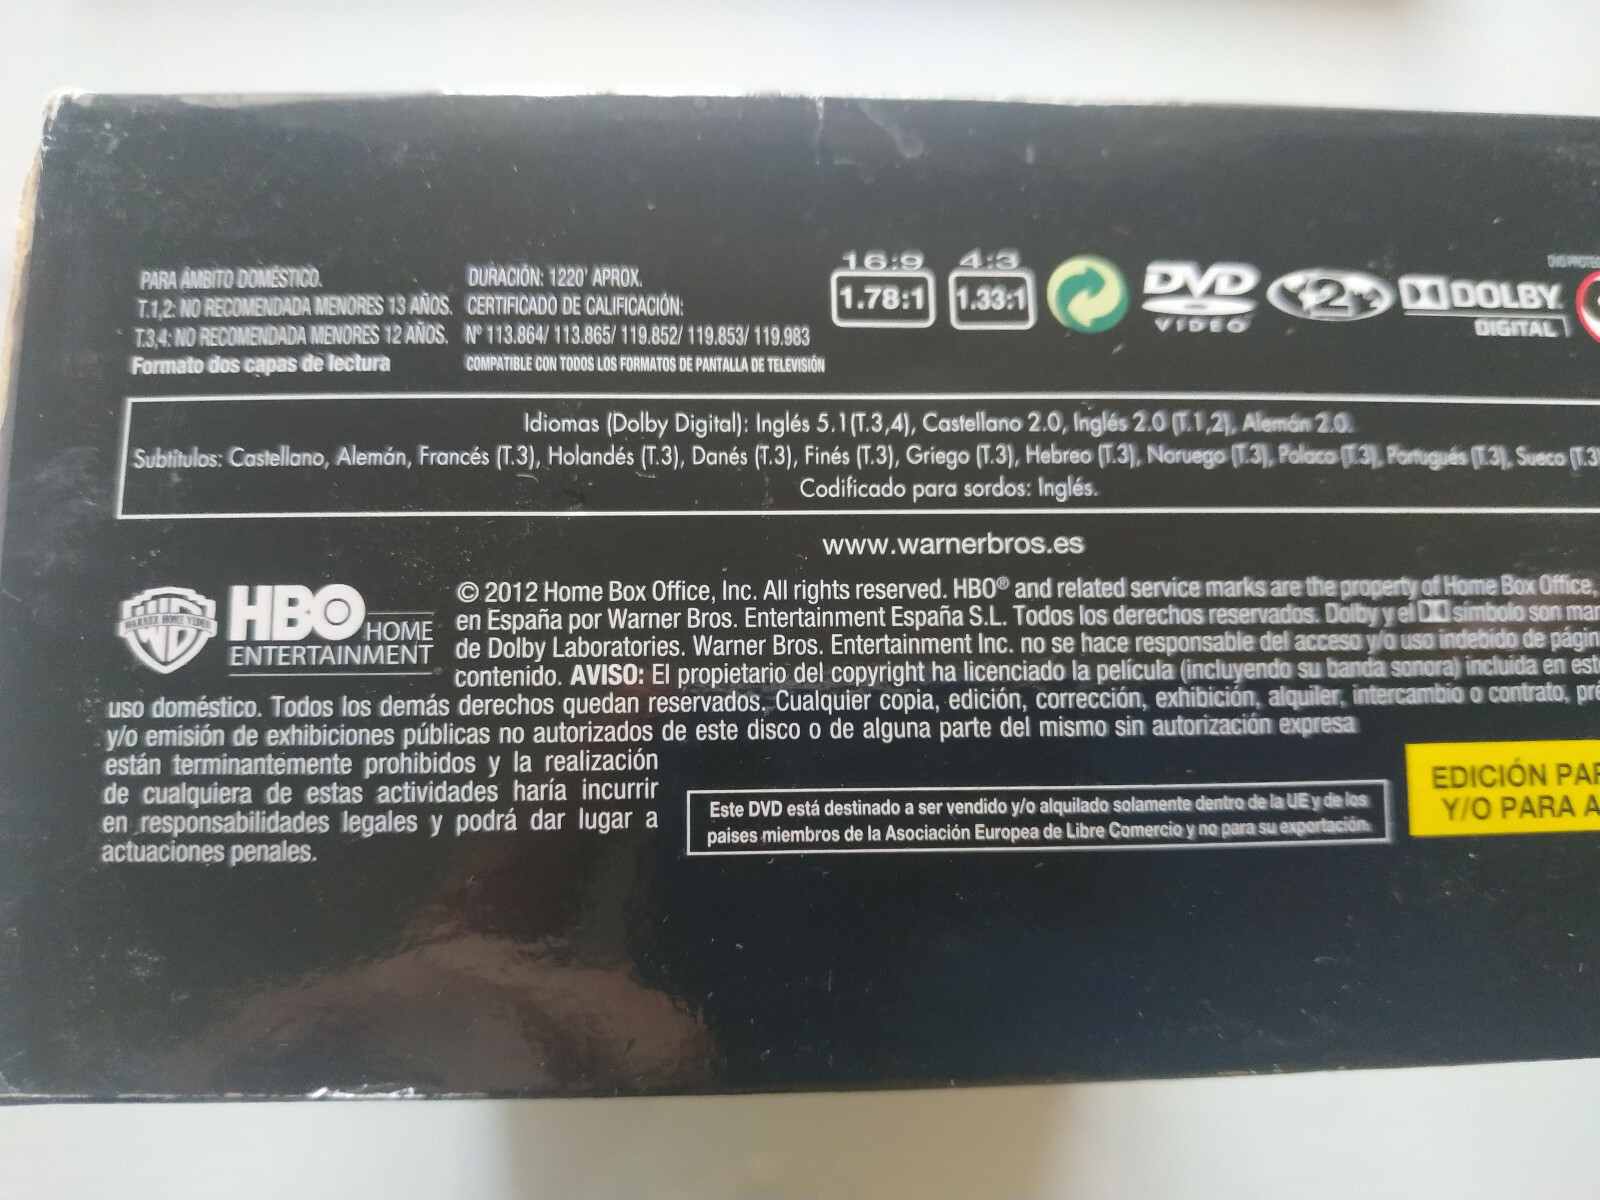 PARA ÁMBITO DOMÉSTICO.
T.1,2: NO RECOMENDADA MENORES 13 AÑOS.
T.3,4: NO RECOMENDADA MENORES 12 AÑOS.
Formato dos capas de lectura
DURACIÓN: 1220' APROX.
CERTIFICADO DE CALIFICACIÓN:
Nº 113.864/ 113.865/ 119.852/ 119.853/ 119.983
COMPATIBLE CON TODOS LOS FORMATOS DE PANTALLA DE TELEVISIÓN
16:9
1.78:1
4:3
1.33:1
DVD
VIDEO
2
DOLBY
DIGITAL
Idiomas (Dolby Digital): Inglés 5.1(T.3,4), Castellano 2.0, Inglés 2.0 (T.1,2), Alemán 2.0.
Subtítulos: Castellano, Alemán, Francés (T.3), Holandés (T.3), Danés (T.3), Finés (T.3), Griego (T.3), Hebreo (T.3), Noruego (T.3), Polaco (T.3), Portugués (T.3), Sueco (T.3)
Codificado para sordos: Inglés.
www.warnerbros.es
WARNER HOME VIDEO
HBO HOME
ENTERTAINMENT
© 2012 Home Box Office, Inc. All rights reserved. HBO® and related service marks are the property of Home Box Office,
en España por Warner Bros. Entertainment España S.L. Todos los derechos reservados. Dolby y el símbolo son mar
de Dolby Laboratories. Warner Bros. Entertainment Inc. no se hace responsable del acceso y/o uso indebido de págin
contenido. AVISO: El propietario del copyright ha licenciado la película (incluyendo su banda sonora) incluida en est
uso doméstico. Todos los demás derechos quedan reservados. Cualquier copia, edición, corrección, exhibición, alquiler, intercambio o contrato, pré
y/o emisión de exhibiciones públicas no autorizados de este disco o de alguna parte del mismo sin autorización expresa
están terminantemente prohibidos y la realización
de cualquiera de estas actividades haría incurrir
en responsabilidades legales y podrá dar lugar a
actuaciones penales.
Este DVD está destinado a ser vendido y/o alquilado solamente dentro de la UE y de los
paises miembros de la Asociación Europea de Libre Comercio y no para su exportación.
EDICIÓN PAR
Y/O PARA A